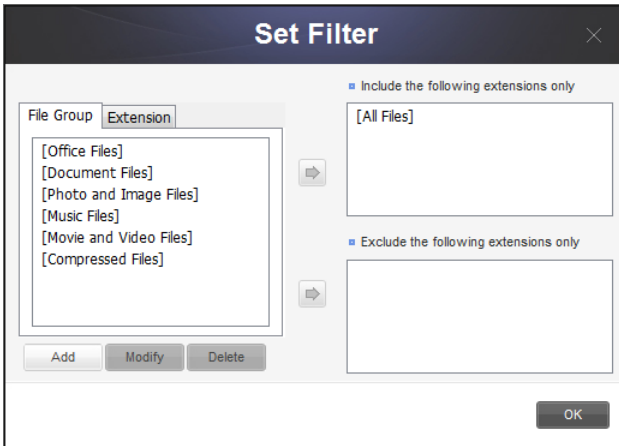 Set Filter
Include the following extensions only
File Group
Extension
[All Files]
[Office Files]
[Document Files]
[Photo and Image Files]
[Music Files]
[Movie and Video Files]
[Compressed Files]
Exclude the following extensions only
Add
Modify
Delete
OK